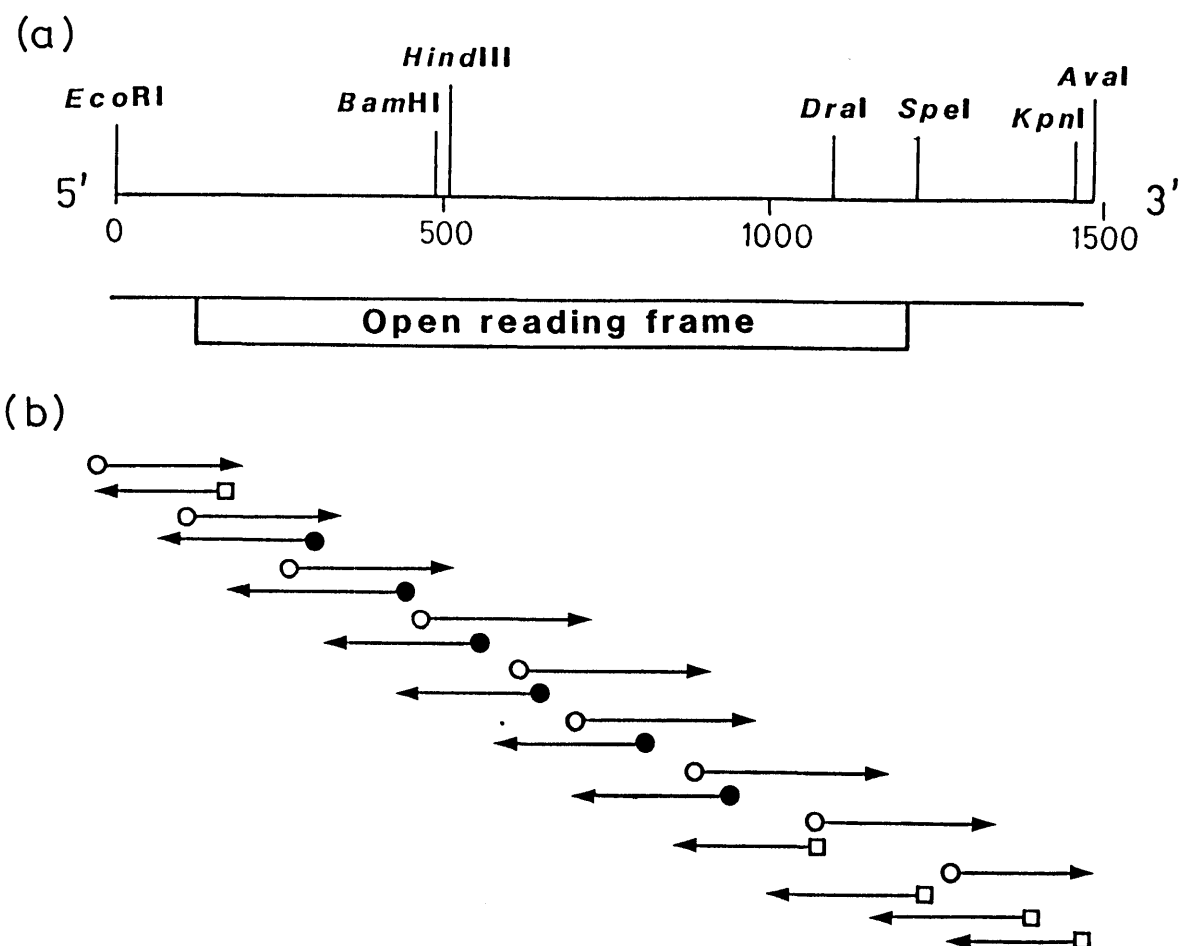 (a)
EcoRI BamHI HindIII DraI SpeI KpnI AvaI
5' 3'
0 500 1000 1500
Open reading frame
(b)